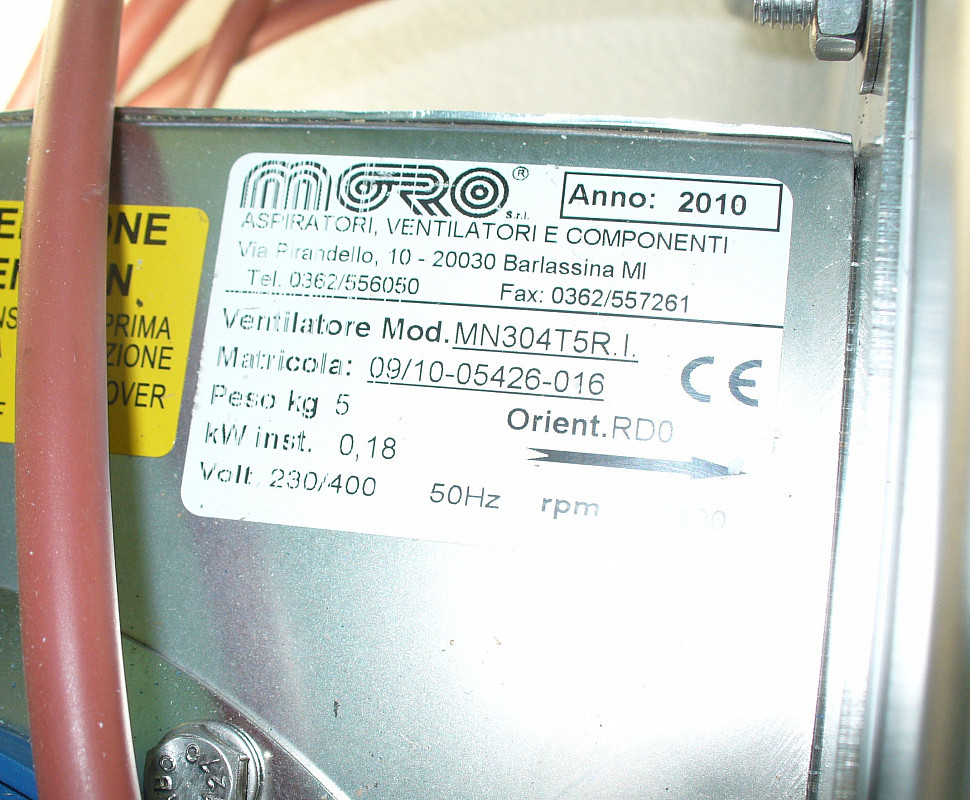 MORO® s.r.l.
Anno: 2010
ASPIRATORI, VENTILATORI E COMPONENTI
Via Pirandello, 10 - 20030 Barlassina MI
Tel. 0362/556050 Fax: 0362/557261
Ventilatore Mod. MN304T5R.I.
Matricola: 09/10-05426-016
CE
Peso kg 5
Orient. RD0
kW inst. 0,18
Volt. 230/400 50Hz rpm
PRIMA
ZIONE
OVER